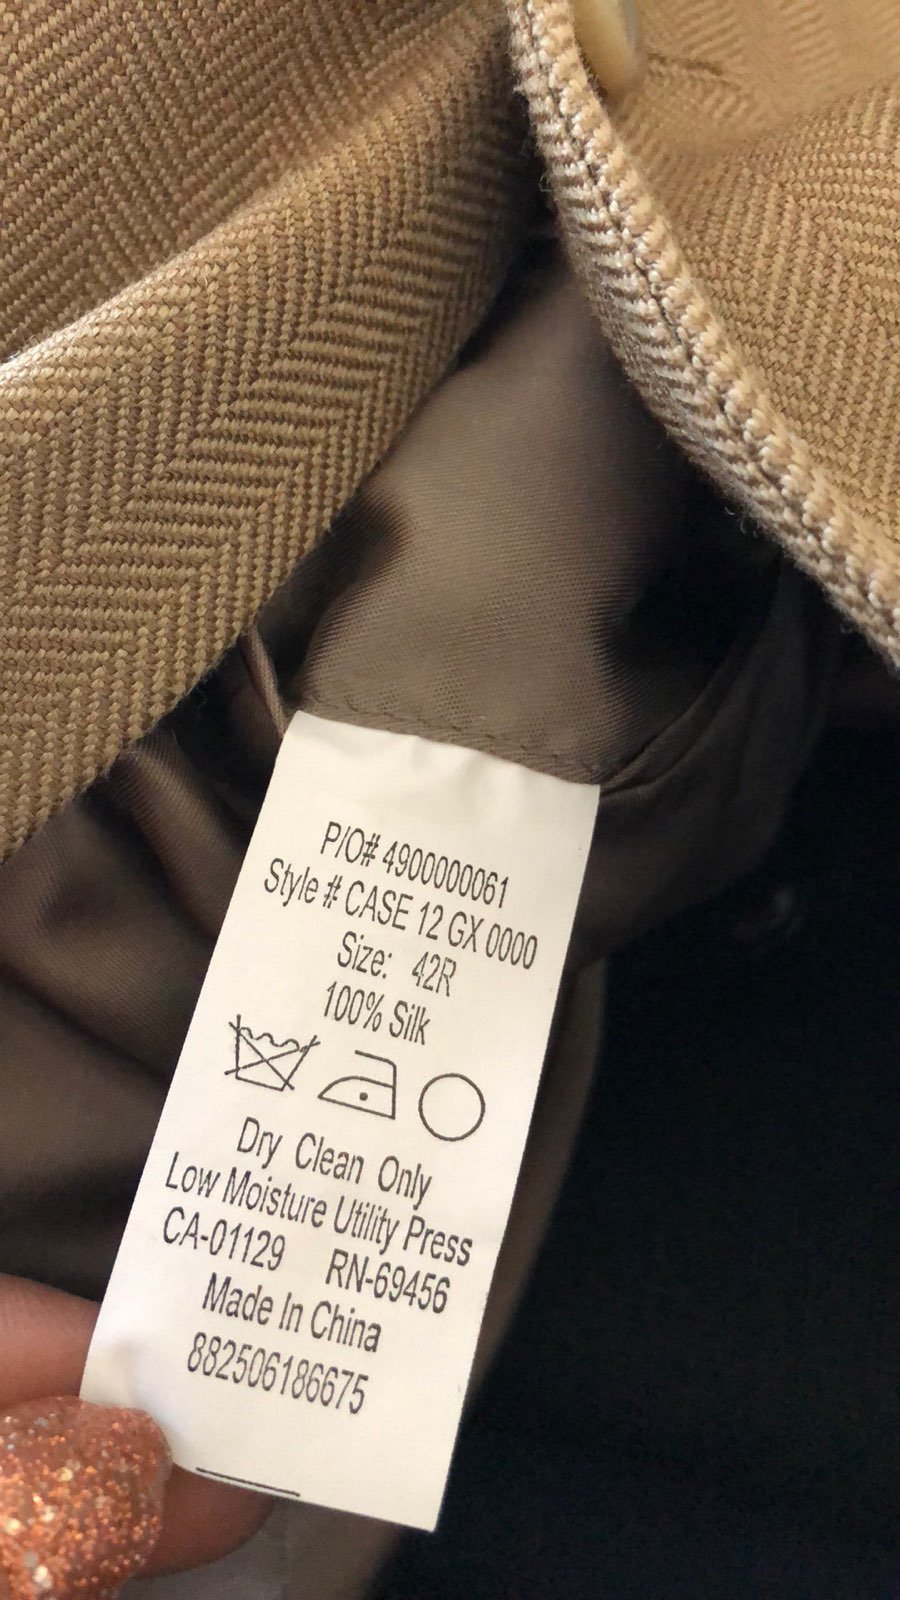 P/O# 4900000061
Style # CASE 12 GX 0000
Size: 42R
100% Silk
Dry Clean Only
Low Moisture Utility Press
CA-01129 RN-69456
Made In China
882506186675